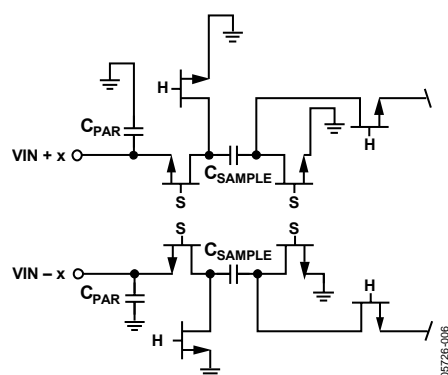 H
C_PAR
VIN + x
H
C_SAMPLE
S
S
S
S
C_SAMPLE
VIN – x
H
C_PAR
H
05726-006